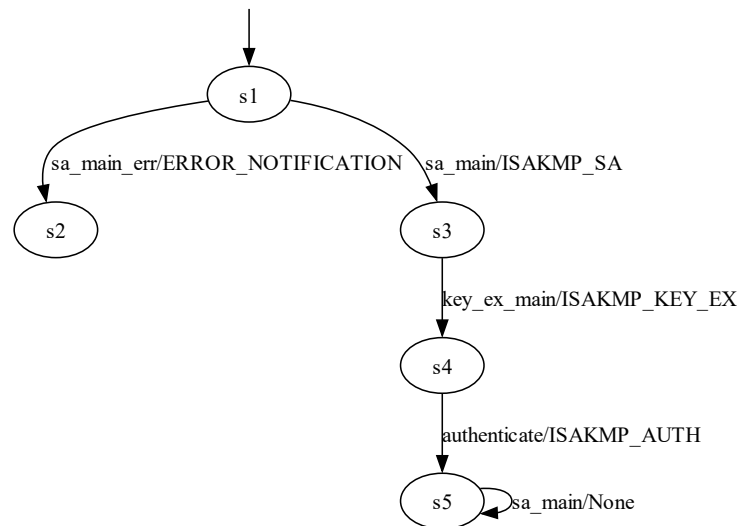 s1
sa_main_err/ERROR_NOTIFICATION
sa_main/ISAKMP_SA
s2
s3
key_ex_main/ISAKMP_KEY_EX
s4
authenticate/ISAKMP_AUTH
s5
sa_main/None